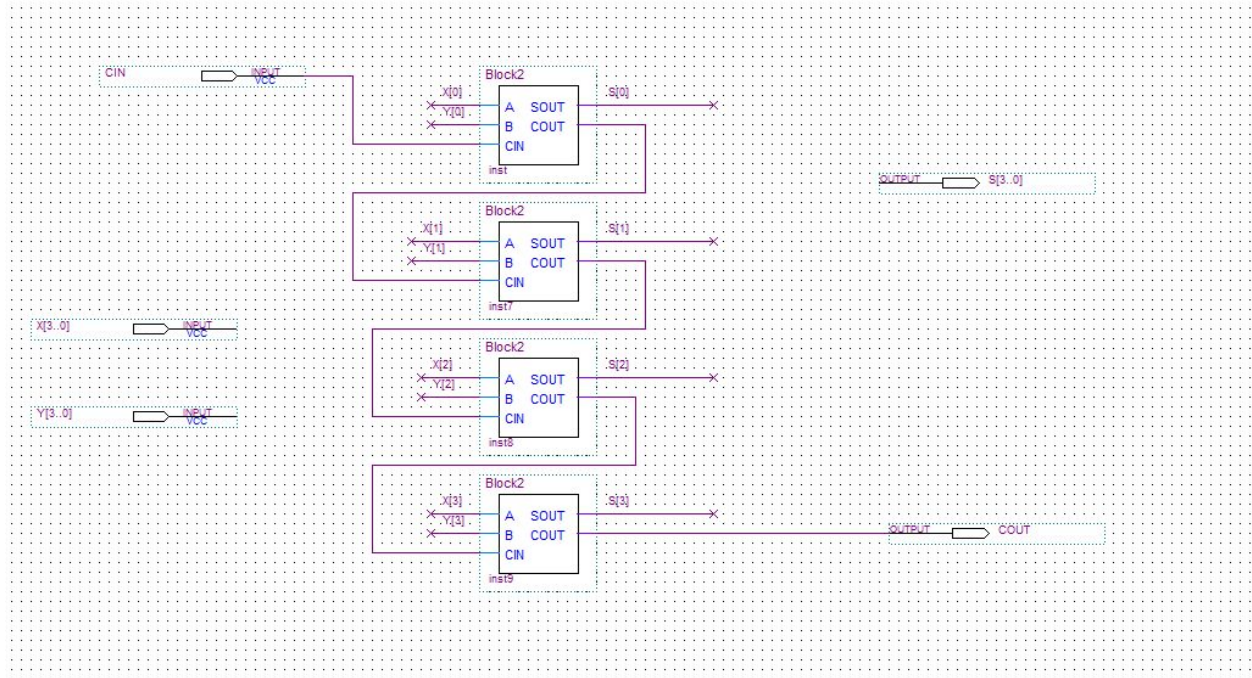 CIN INPUT VCC
Block2
X[0] S[0]
Y[0] A SOUT
B COUT
CIN
inst
OUTPUT S[3..0]
Block2
X[1] S[1]
Y[1] A SOUT
B COUT
CIN
inst7
X[3..0] INPUT VCC
Block2
X[2] S[2]
Y[2] A SOUT
B COUT
CIN
inst8
Y[3..0] INPUT VCC
Block2
X[3] S[3]
Y[3] A SOUT
B COUT
CIN
inst9
OUTPUT COUT